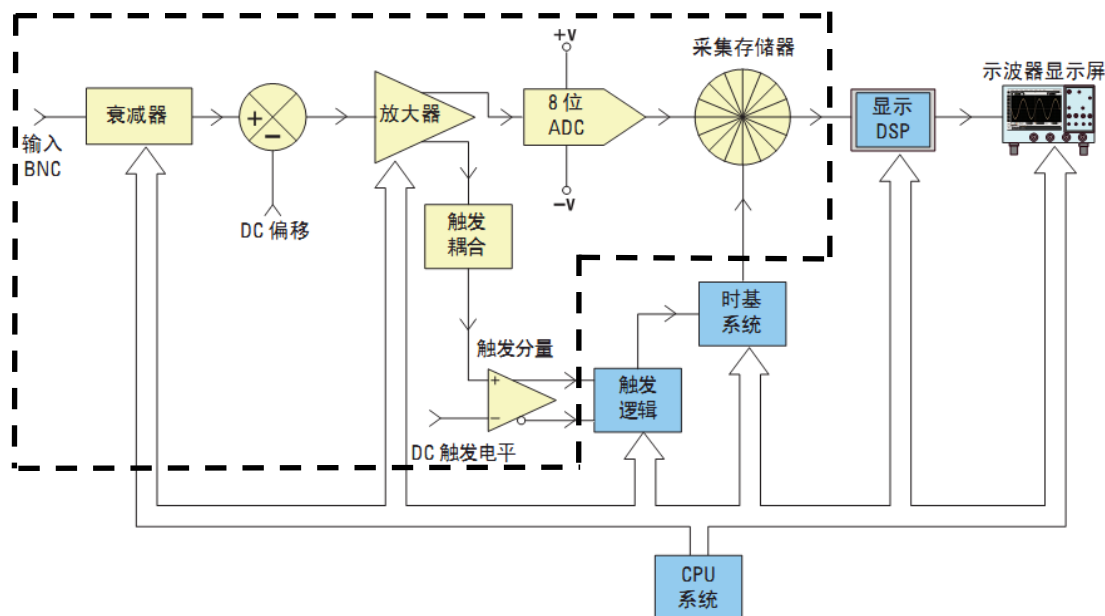 +V
采集存储器
示波器显示屏
衰减器
放大器
8 位
ADC
显示
DSP
输入
BNC
-V
DC 偏移
触发
耦合
时基
系统
触发分量
触发
逻辑
DC 触发电平
CPU
系统